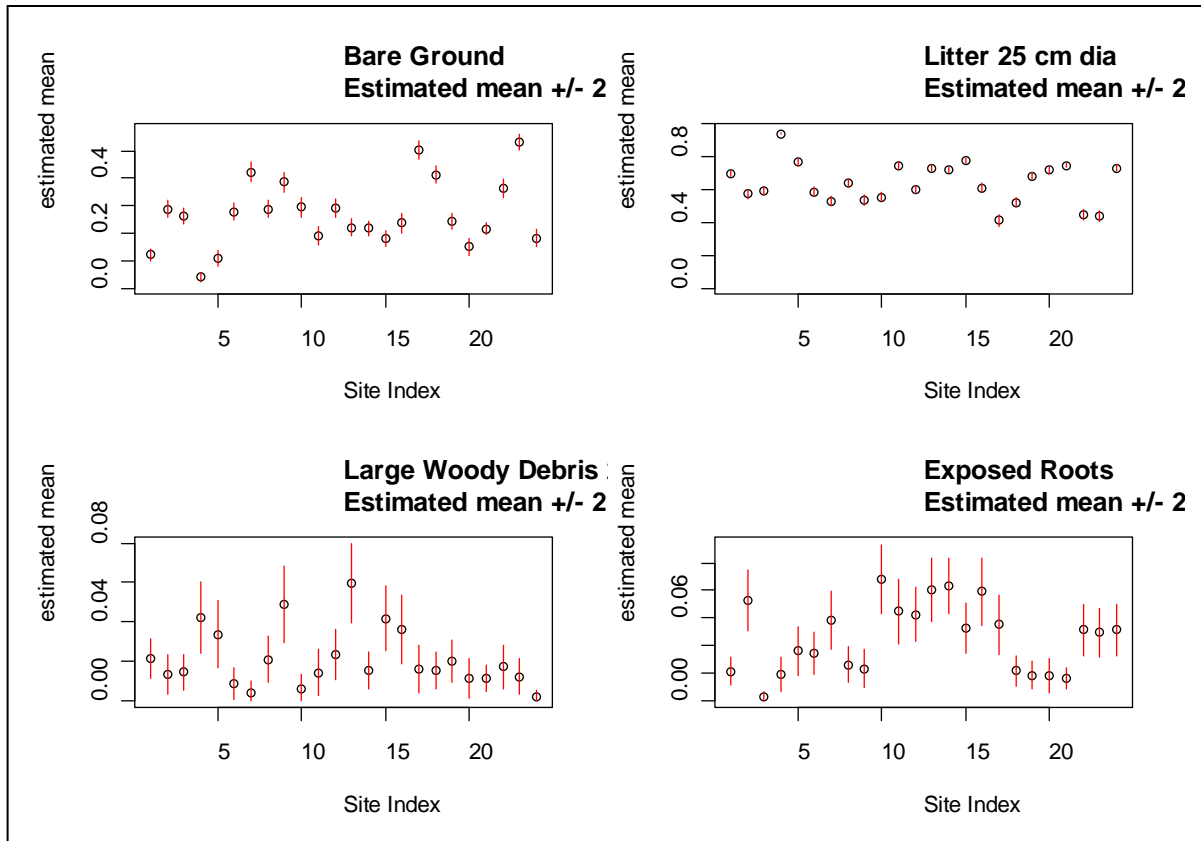 Bare Ground
Estimated mean +/- 2
estimated mean
0.4
0.2
0.0
5 10 15 20
Site Index
Litter 25 cm dia
Estimated mean +/- 2
estimated mean
0.8
0.4
0.0
5 10 15 20
Site Index
Large Woody Debris
Estimated mean +/- 2
estimated mean
0.08
0.04
0.00
5 10 15 20
Site Index
Exposed Roots
Estimated mean +/- 2
estimated mean
0.06
0.00
5 10 15 20
Site Index